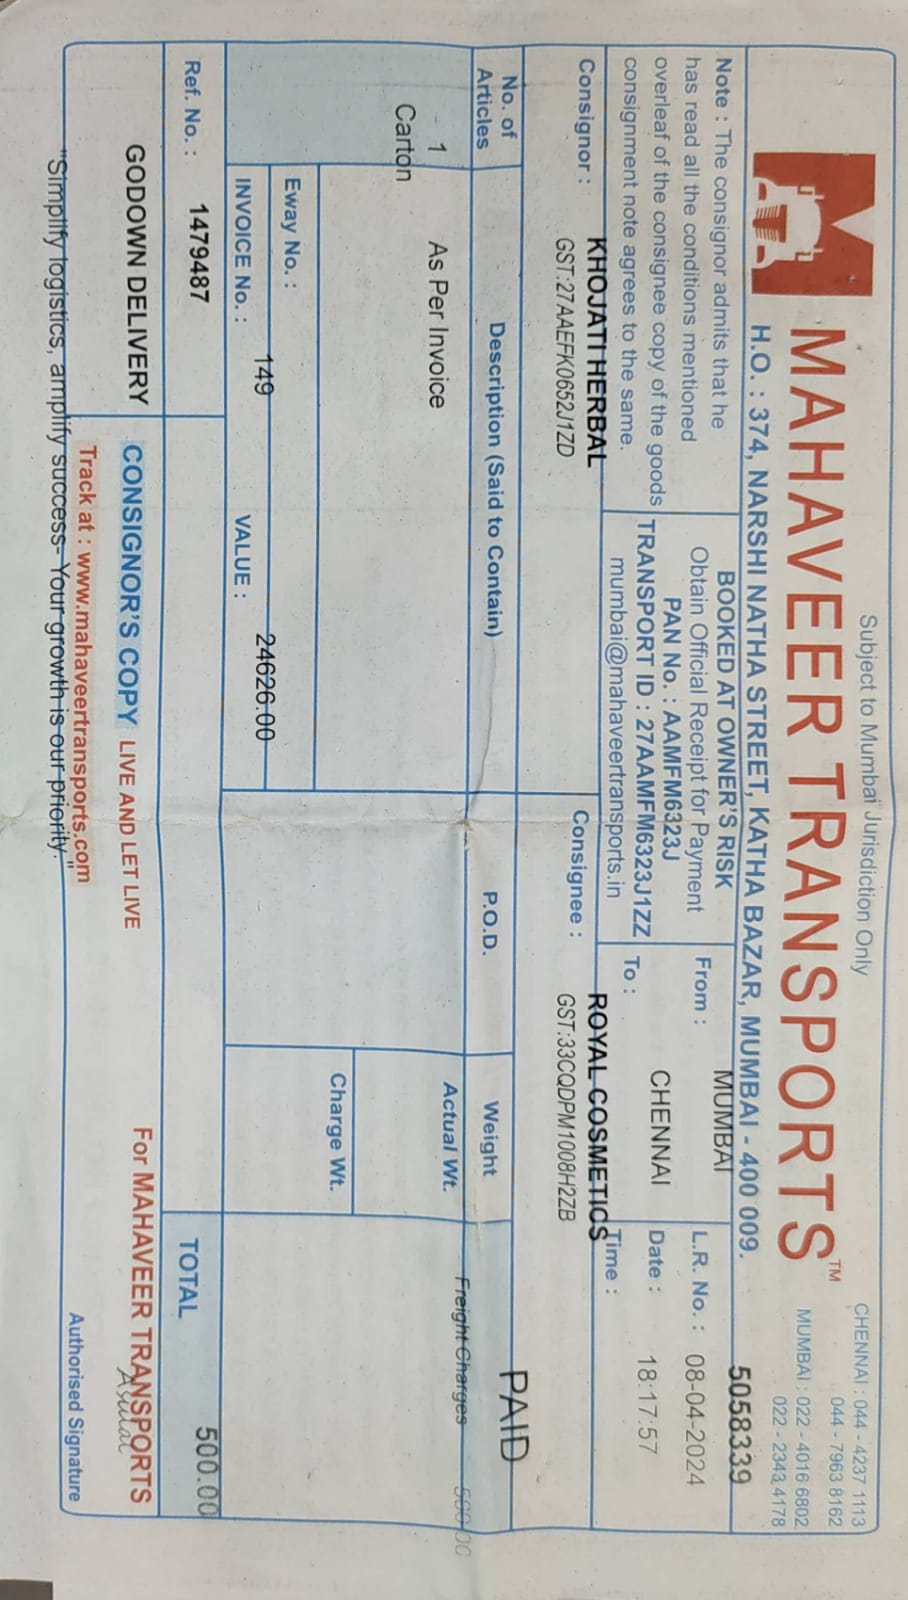 Subject to Mumbai Jurisdiction Only
MAHAVEER TRANSPORTS™
CHENNAI : 044 - 4237 1113
044 - 7963 8162
MUMBAI : 022 - 4016 6802
022 - 2343 4178
H.O. : 374, NARSHI NATHA STREET, KATHA BAZAR, MUMBAI - 400 009.
Note : The consignor admits that he
has read all the conditions mentioned
overleaf of the consignee copy of the goods
consignment note agrees to the same.
BOOKED AT OWNER'S RISK
Obtain Official Receipt for Payment
PAN No. : AAMFM6323J
TRANSPORT ID : 27AAMFM6323J1ZZ
mumbai@mahaveertransports.in
From : MUMBAI
To : CHENNAI
L.R. No. : 5058339
Date : 08-04-2024
Time : 18:17:57
Consignor : KHOJATI HERBAL
GST:27AAEFK0652J1ZD
Consignee : ROYAL COSMETICS
GST:33CQDPM1008H2ZB
PAID
No. of Articles
Description (Said to Contain)
P.O.D.
Weight
1
Carton
As Per Invoice
Actual Wt.
Charge Wt.
Freight Charges 500.00
Eway No. :
INVOICE No. : 149
VALUE : 24626.00
Ref. No. : 1479487
TOTAL 500.00
GODOWN DELIVERY
CONSIGNOR'S COPY LIVE AND LET LIVE
For MAHAVEER TRANSPORTS
Track at : www.mahaveertransports.com
Authorised Signature
"Simplify logistics, amplify success- Your growth is our priority."